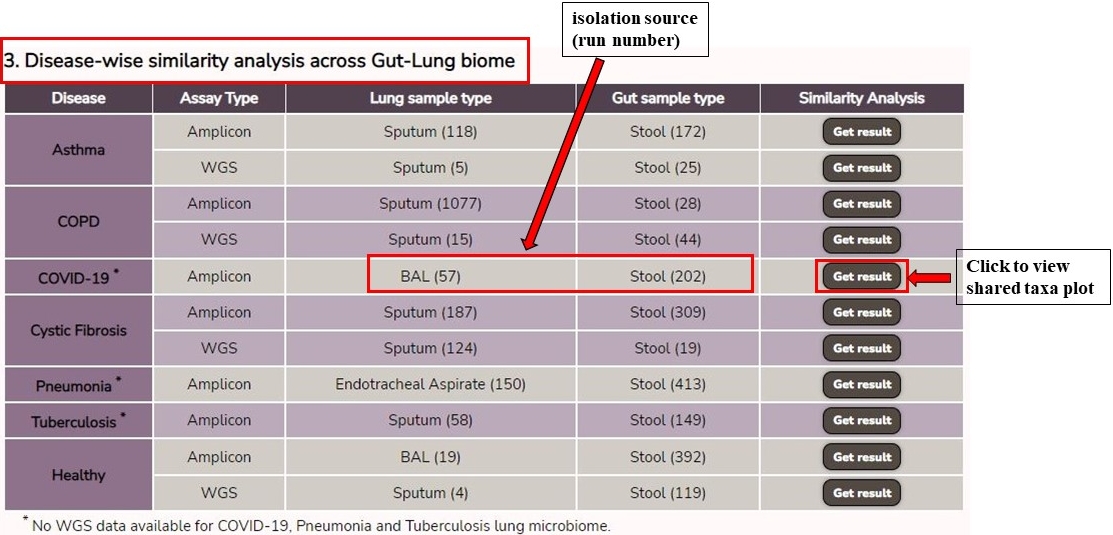 isolation source
(run number)
3. Disease-wise similarity analysis across Gut-Lung biome
Disease Assay Type Lung sample type Gut sample type Similarity Analysis
Asthma Amplicon Sputum (118) Stool (172) Get result
WGS Sputum (5) Stool (25) Get result
COPD Amplicon Sputum (1077) Stool (28) Get result
WGS Sputum (15) Stool (44) Get result
COVID-19 * Amplicon BAL (57) Stool (202) Get result
Click to view
shared taxa plot
Cystic Fibrosis Amplicon Sputum (187) Stool (309) Get result
WGS Sputum (124) Stool (19) Get result
Pneumonia * Amplicon Endotracheal Aspirate (150) Stool (413) Get result
Tuberculosis * Amplicon Sputum (58) Stool (149) Get result
Healthy Amplicon BAL (19) Stool (392) Get result
WGS Sputum (4) Stool (119) Get result
* No WGS data available for COVID-19, Pneumonia and Tuberculosis lung microbiome.